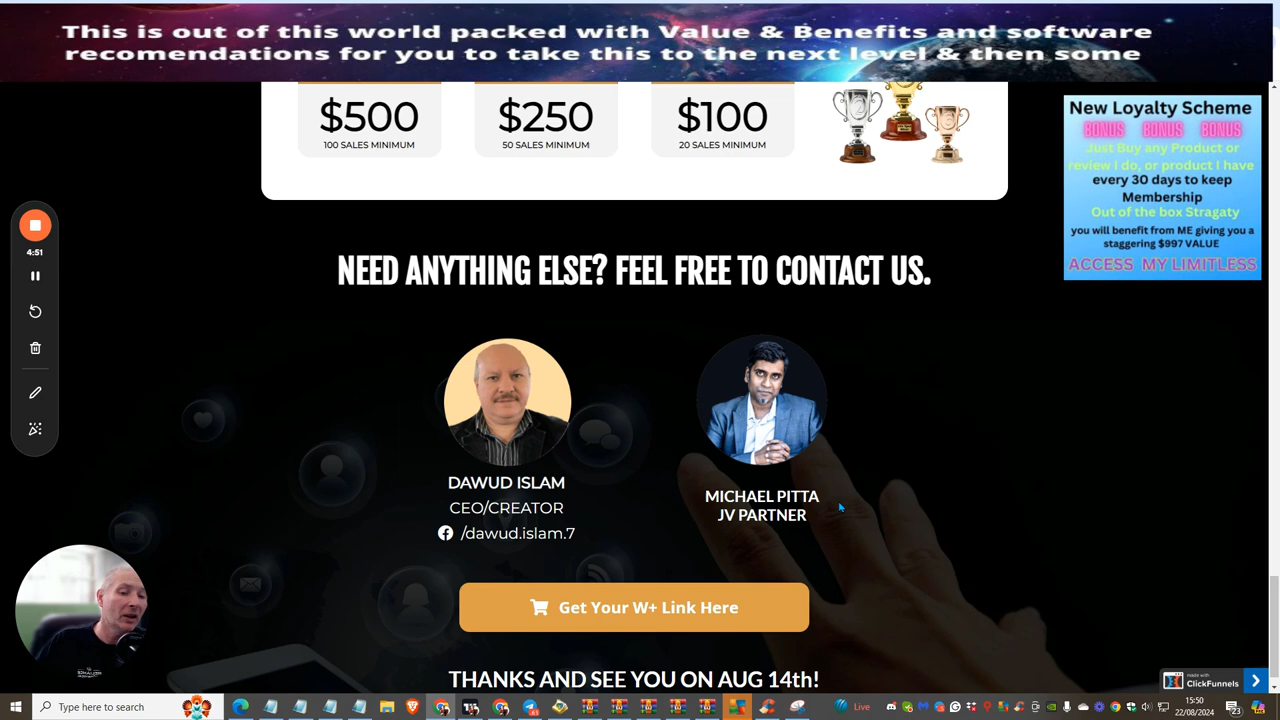 This is out of this world packed with Value & Benefits and software
recomendations for you to take this to the next level & then some
$500
100 SALES MINIMUM
$250
50 SALES MINIMUM
$100
20 SALES MINIMUM
2
3
New Loyalty Scheme
BONUS BONUS BONUS
Just Buy any Product or
review I do, or product I have
every 30 days to keep
Membership
Out of the box Stragaty
you will benefit from ME giving you a
staggering $997 VALUE
ACCESS MY LIMITLESS
4:51
NEED ANYTHING ELSE? FEEL FREE TO CONTACT US.
DAWUD ISLAM
CEO/CREATOR
/dawud.islam.7
MICHAEL PITTA
JV PARTNER
Get Your W+ Link Here
THANKS AND SEE YOU ON AUG 14th!
made with
ClickFunnels
Type here to search
Live
15:50
22/08/2024
23